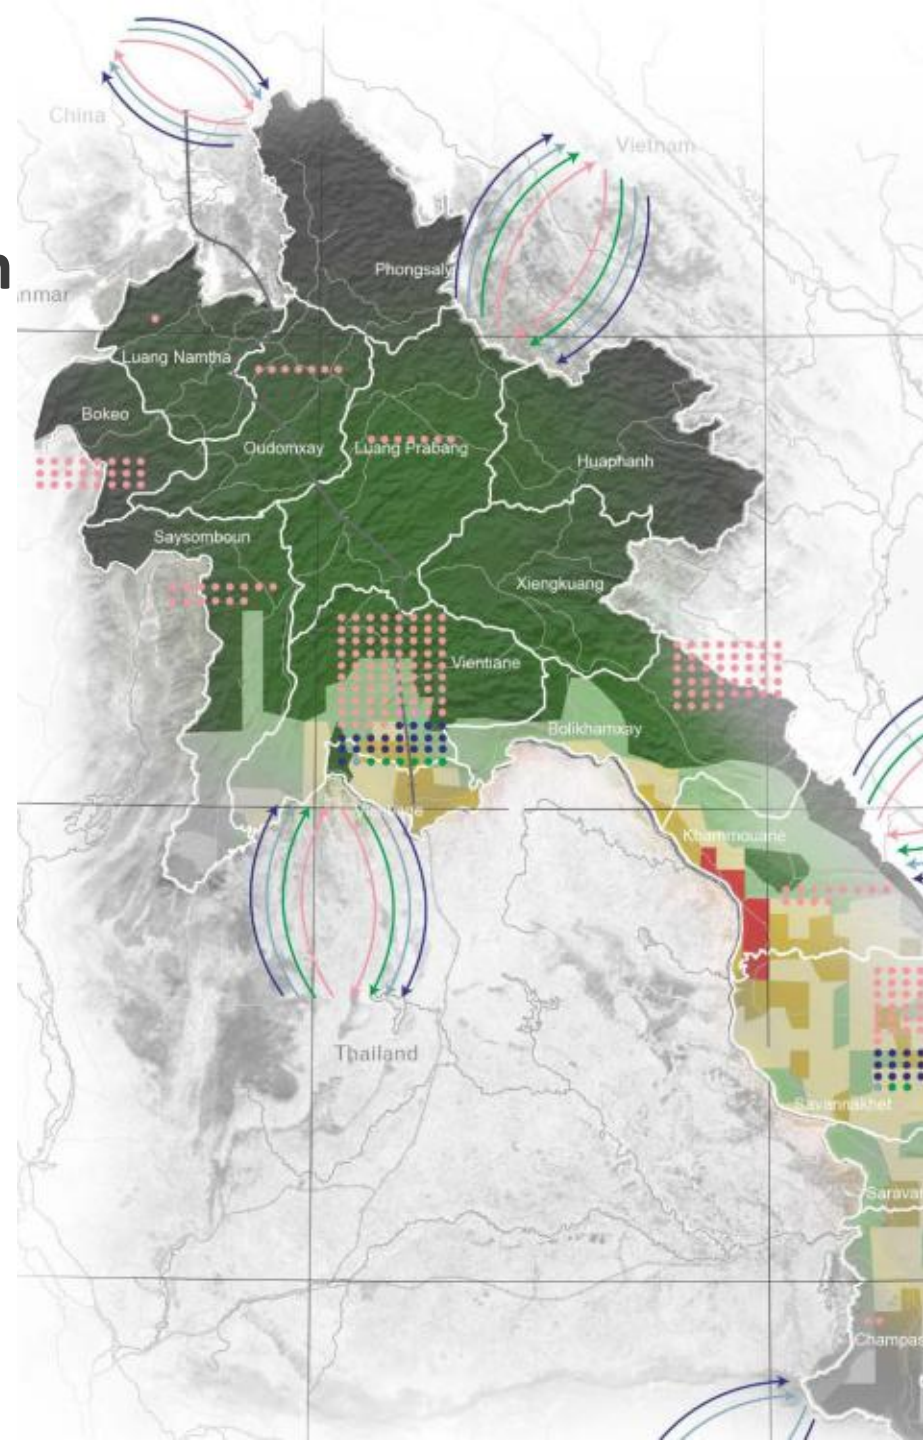 China
Vietnam
Phongsaly
nmar
Luang Namtha
Bokeo
Oudomxay
Luang Prabang
Huaphanh
Saysomboun
Xiengkuang
Vientiane
Bolikhamxay
Khammouane
Thailand
Savannakhet
Sarava
Champas